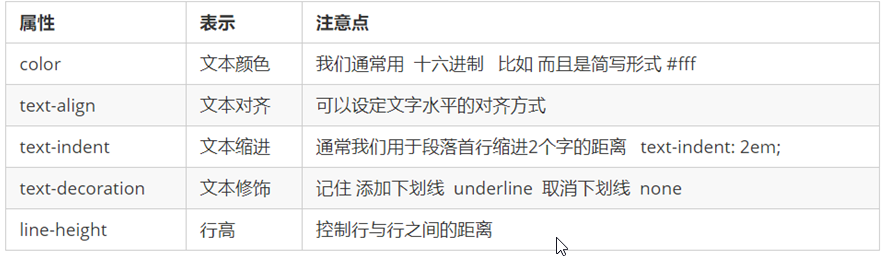 属性 表示 注意点
color 文本颜色 我们通常用 十六进制 比如 而且是简写形式 #fff
text-align 文本对齐 可以设定文字水平的对齐方式
text-indent 文本缩进 通常我们用于段落首行缩进2个字的距离 text-indent: 2em;
text-decoration 文本修饰 记住 添加下划线 underline 取消下划线 none
line-height 行高 控制行与行之间的距离